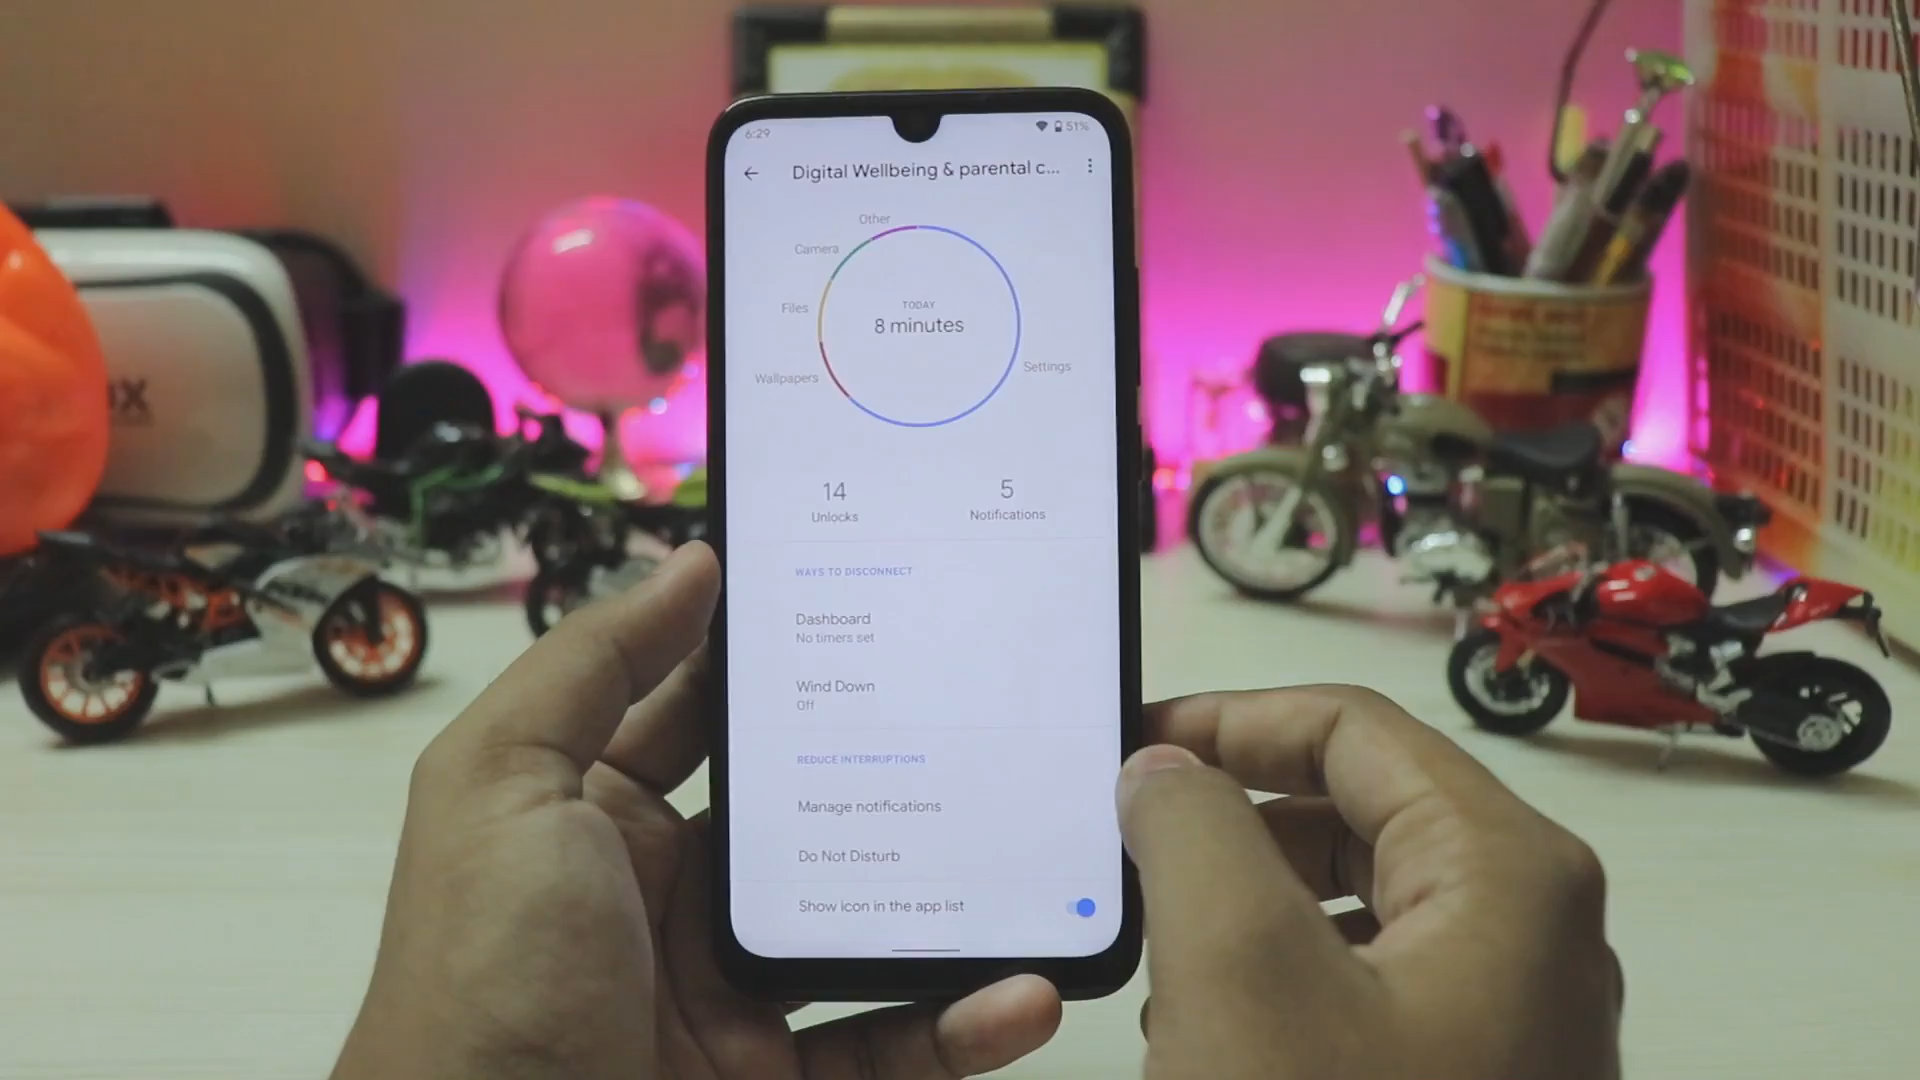 6:29
51%
Digital Wellbeing & parental c...
Other
Camera
Files
Wallpapers
Settings
TODAY
8 minutes
14
Unlocks
5
Notifications
WAYS TO DISCONNECT
Dashboard
No timers set
Wind Down
Off
REDUCE INTERRUPTIONS
Manage notifications
Do Not Disturb
Show icon in the app list